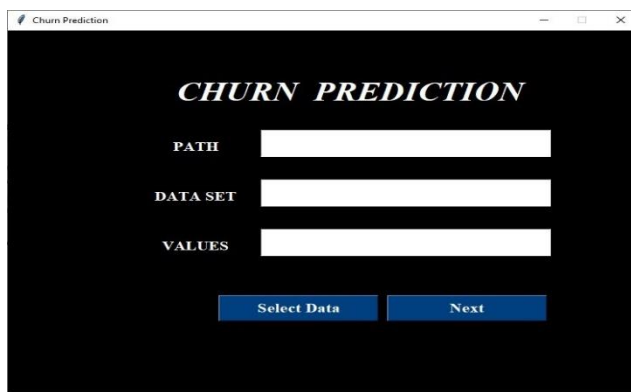 Churn Prediction
CHURN PREDICTION
PATH
DATA SET
VALUES
Select Data
Next